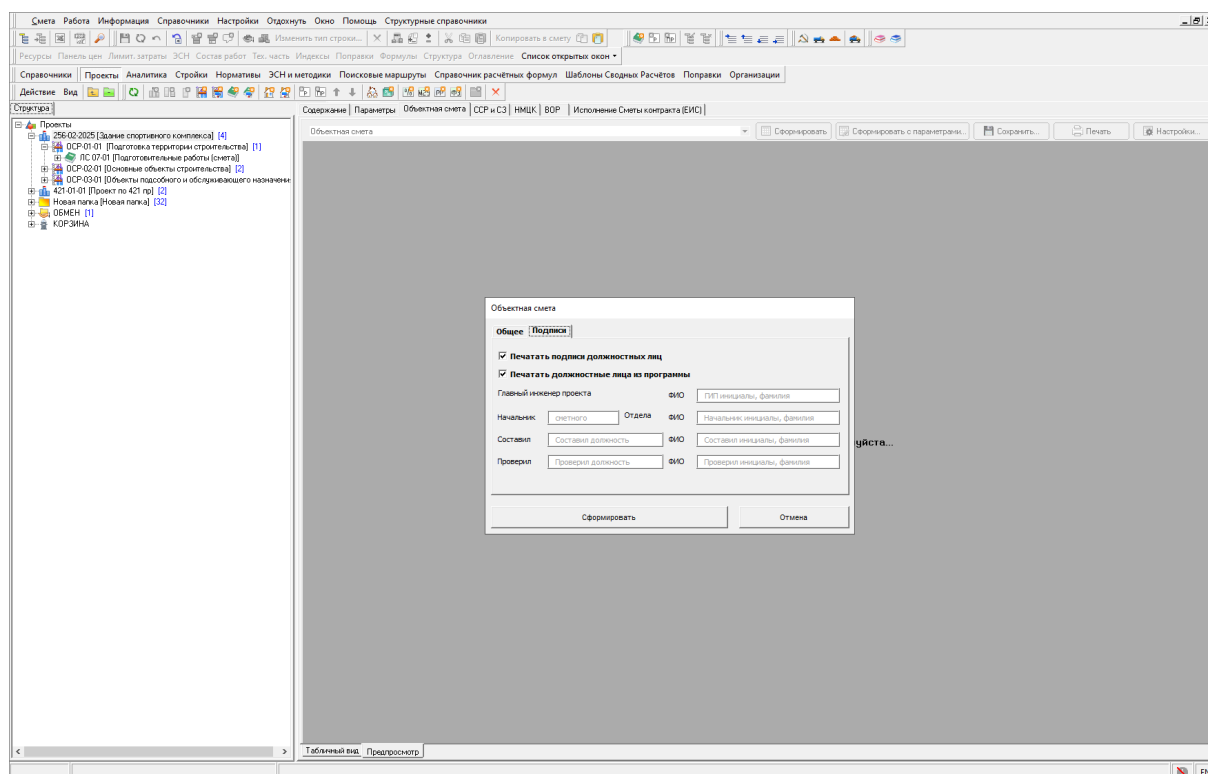 Смета Работа Информация Справочники Настройки Отдохнуть Окно Помощь Структурные справочники
Изменить тип строки... Копировать в смету
Ресурсы Панель цен Лимит. затраты ЭСН Состав работ Тех. часть Индексы Поправки Формулы Структура Оглавление Список открытых окон
Справочники Проекты Аналитика Стройки Нормативы ЭСН и методики Поисковые маршруты Справочник расчётных формул Шаблоны Сводных Расчётов Поправки Организации
Действие Вид
Структура
Содержание Параметры Объектная смета ССР и СЗ НМЦК ВОР Исполнение Сметы контракта (ЕИС)
Проекты
256-02-2025 [Здание спортивного комплекса] [4]
ОСР-01-01 [Подготовка территории строительства] [1]
ЛС 07-01 [Подготовительные работы (смета)]
ОСР-02-01 [Основные объекты строительства] [2]
ОСР-03-01 [Объекты подсобного и обслуживающего назначени
421-01-01 [Проект по 421 пр] [2]
Новая папка [Новая папка] [32]
ОБМЕН [1]
КОРЗИНА
Объектная смета Сформировать Сформировать с параметрами... Сохранить... Печать Настройки...
Объектная смета
Общее Подписи
Печатать подписи должностных лиц
Печатать должностные лица из программы
Главный инженер проекта ФИО ГИП инициалы, фамилия
Начальник сметного Отдела ФИО Начальник инициалы, фамилия
Составил Составил должность ФИО Составил инициалы, фамилия
Проверил Проверил должность ФИО Проверил инициалы, фамилия
Сформировать Отмена
уйста...
Табличный вид Предпросмотр